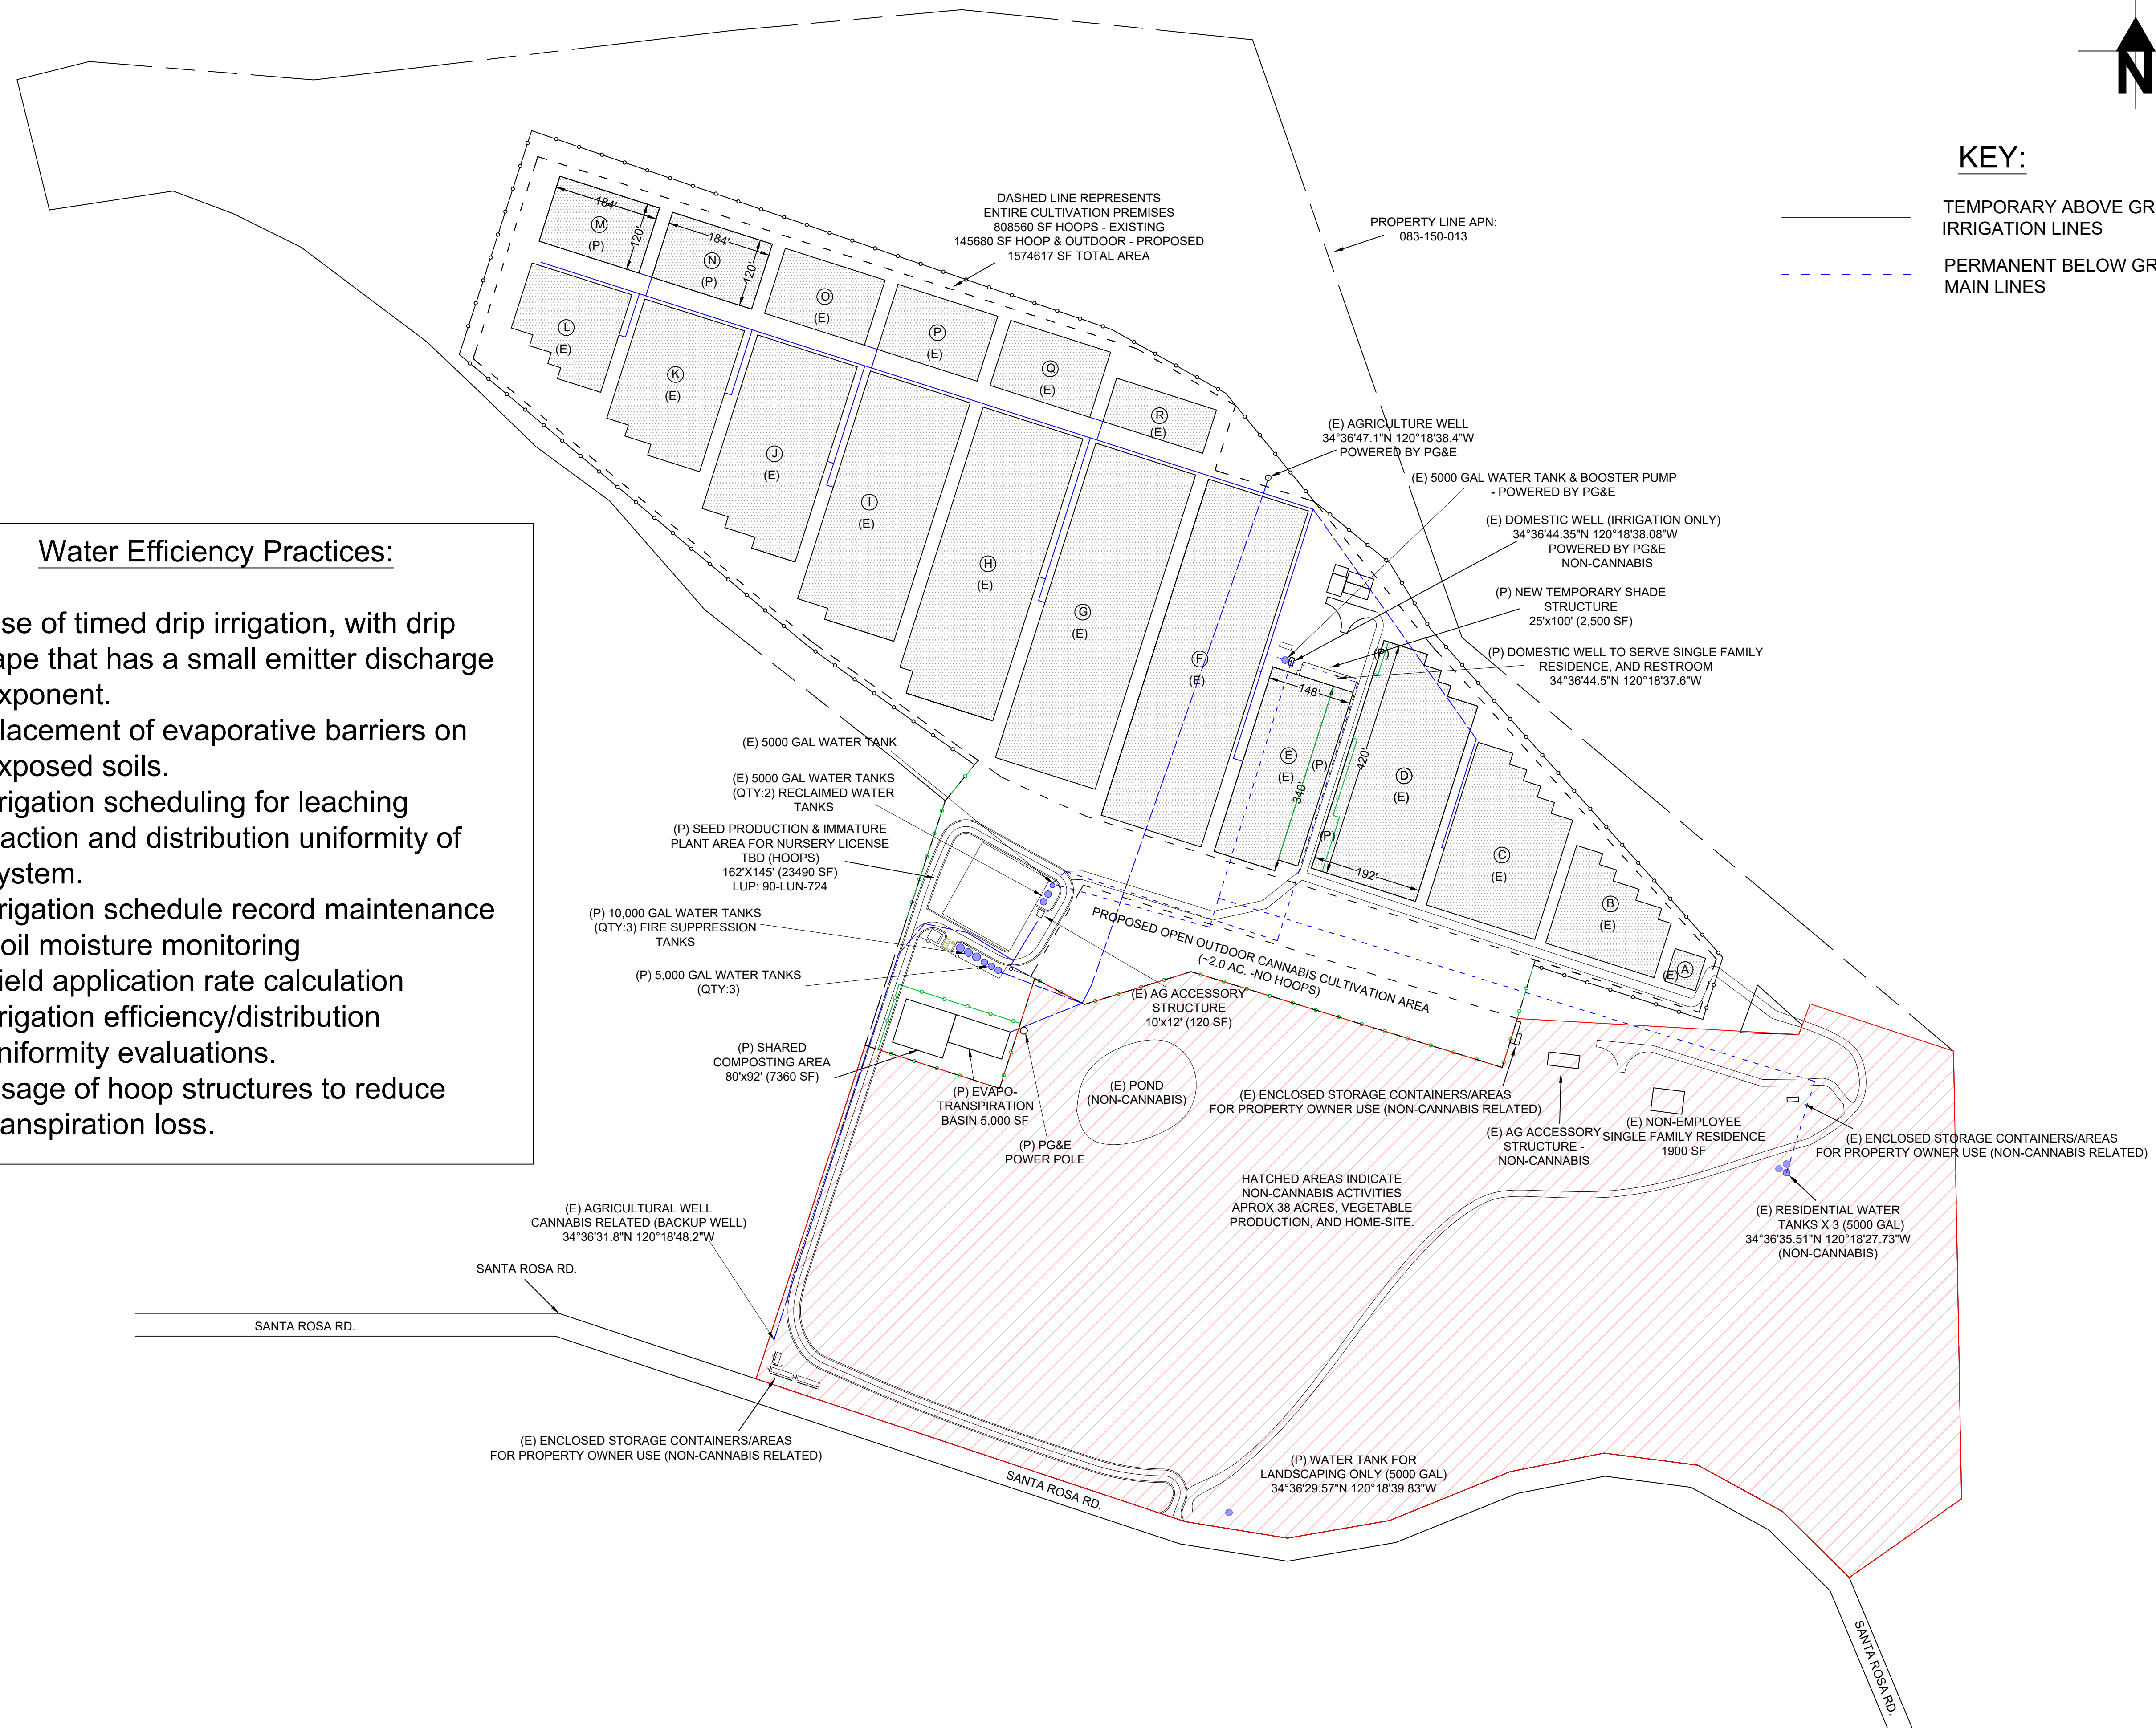 N
KEY:
TEMPORARY ABOVE GR
IRRIGATION LINES
PERMANENT BELOW GR
MAIN LINES
DASHED LINE REPRESENTS
ENTIRE CULTIVATION PREMISES
808560 SF HOOPS - EXISTING
145680 SF HOOP & OUTDOOR - PROPOSED
1574617 SF TOTAL AREA
PROPERTY LINE APN:
083-150-013
184'
M
(P)
120'
184'
N
(P)
120'
O
(E)
P
(E)
Q
(E)
R
(E)
L
(E)
K
(E)
J
(E)
I
(E)
H
(E)
G
(E)
F
(E)
(E) AGRICULTURE WELL
34°36'47.1"N 120°18'38.4"W
POWERED BY PG&E
(E) 5000 GAL WATER TANK & BOOSTER PUMP
- POWERED BY PG&E
(E) DOMESTIC WELL (IRRIGATION ONLY)
34°36'44.35"N 120°18'38.08"W
POWERED BY PG&E
NON-CANNABIS
(P) NEW TEMPORARY SHADE
STRUCTURE
25'x100' (2,500 SF)
(P) DOMESTIC WELL TO SERVE SINGLE FAMILY
RESIDENCE, AND RESTROOM
34°36'44.5"N 120°18'37.6"W
148'
E
(E)
(P)
340'
(P)
420'
D
(E)
(P)
192'
C
(E)
B
(E)
A
(E)
Water Efficiency Practices:
se of timed drip irrigation, with drip
ape that has a small emitter discharge
xponent.
lacement of evaporative barriers on
xposed soils.
rigation scheduling for leaching
action and distribution uniformity of
ystem.
rigation schedule record maintenance
oil moisture monitoring
ield application rate calculation
rigation efficiency/distribution
niformity evaluations.
sage of hoop structures to reduce
anspiration loss.
(E) 5000 GAL WATER TANK
(E) 5000 GAL WATER TANKS
(QTY:2) RECLAIMED WATER
TANKS
(P) SEED PRODUCTION & IMMATURE
PLANT AREA FOR NURSERY LICENSE
TBD (HOOPS)
162'X145' (23490 SF)
LUP: 90-LUN-724
(P) 10,000 GAL WATER TANKS
(QTY:3) FIRE SUPPRESSION
TANKS
(P) 5,000 GAL WATER TANKS
(QTY:3)
PROPOSED OPEN OUTDOOR CANNABIS CULTIVATION AREA
(~2.0 AC. -NO HOOPS)
(E) AG ACCESSORY
STRUCTURE
10'x12' (120 SF)
(P) SHARED
COMPOSTING AREA
80'x92' (7360 SF)
(P) EVAPO-
TRANSPIRATION
BASIN 5,000 SF
(P) PG&E
POWER POLE
(E) POND
(NON-CANNABIS)
(E) ENCLOSED STORAGE CONTAINERS/AREAS
FOR PROPERTY OWNER USE (NON-CANNABIS RELATED)
(E) AG ACCESSORY
STRUCTURE -
NON-CANNABIS
(E) NON-EMPLOYEE
SINGLE FAMILY RESIDENCE
1900 SF
(E) ENCLOSED STORAGE CONTAINERS/AREAS
FOR PROPERTY OWNER USE (NON-CANNABIS RELATED)
HATCHED AREAS INDICATE
NON-CANNABIS ACTIVITIES
APROX 38 ACRES, VEGETABLE
PRODUCTION, AND HOME-SITE.
(E) RESIDENTIAL WATER
TANKS X 3 (5000 GAL)
34°36'35.51"N 120°18'27.73"W
(NON-CANNABIS)
(E) AGRICULTURAL WELL
CANNABIS RELATED (BACKUP WELL)
34°36'31.8"N 120°18'48.2"W
SANTA ROSA RD.
SANTA ROSA RD.
(E) ENCLOSED STORAGE CONTAINERS/AREAS
FOR PROPERTY OWNER USE (NON-CANNABIS RELATED)
SANTA ROSA RD.
(P) WATER TANK FOR
LANDSCAPING ONLY (5000 GAL)
34°36'29.57"N 120°18'39.83"W
SANTA ROSA RD.